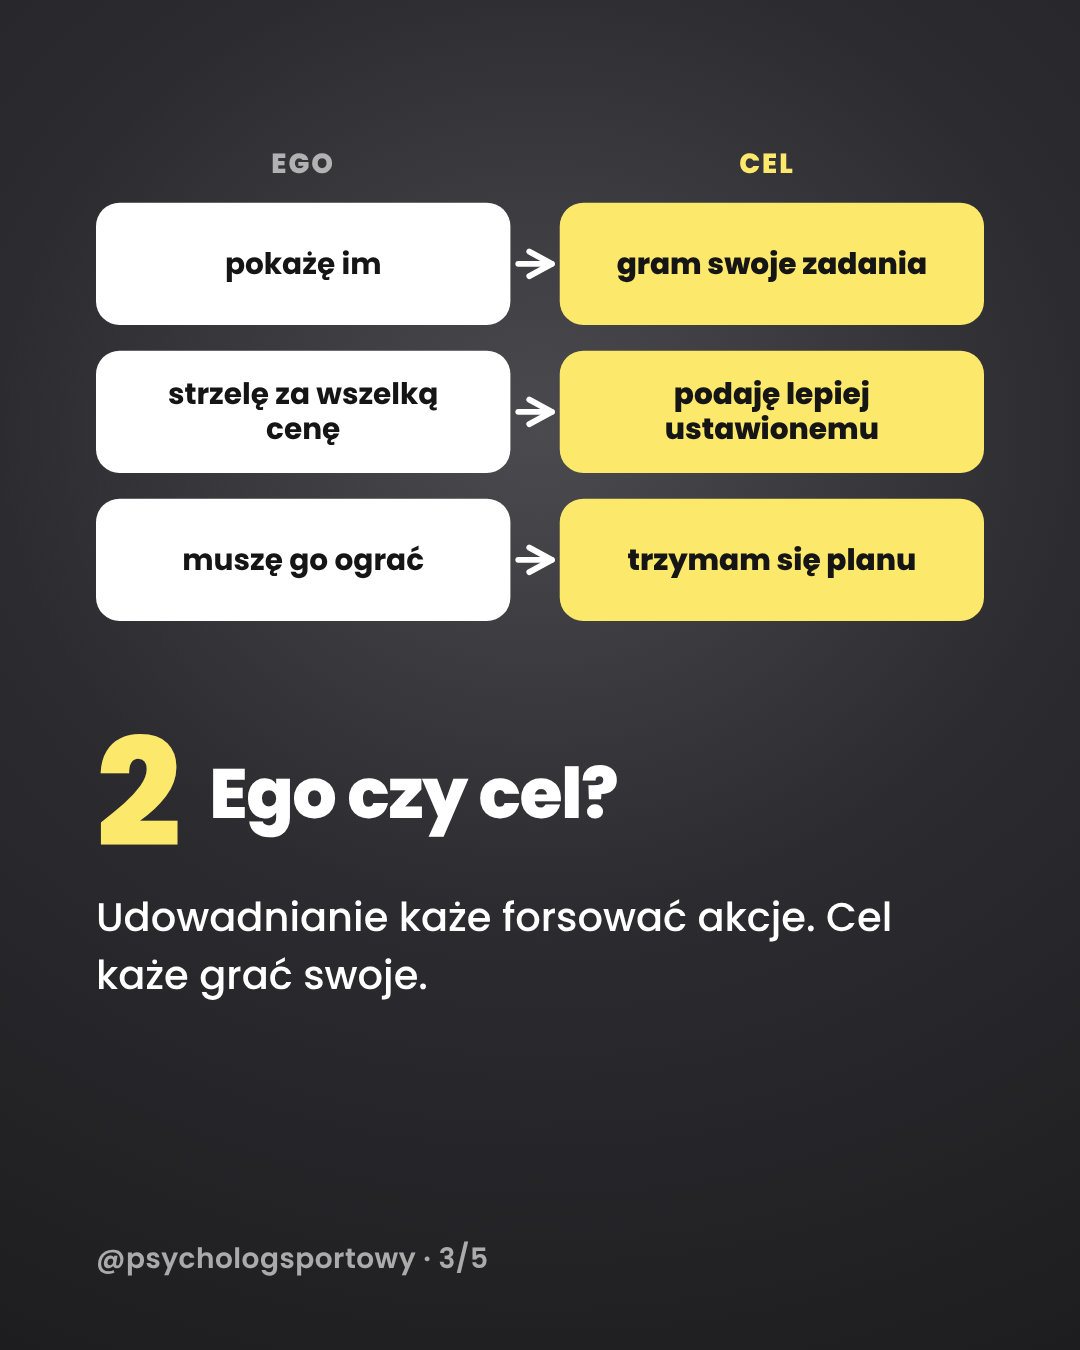 EGO CEL
pokażę im → gram swoje zadania
strzelę za wszelką
cenę → podaję lepiej
ustawionemu
muszę go ograć → trzymam się planu
2 Ego czy cel?
Udowadnianie każe forsować akcje. Cel
każe grać swoje.
@psychologsportowy · 3/5